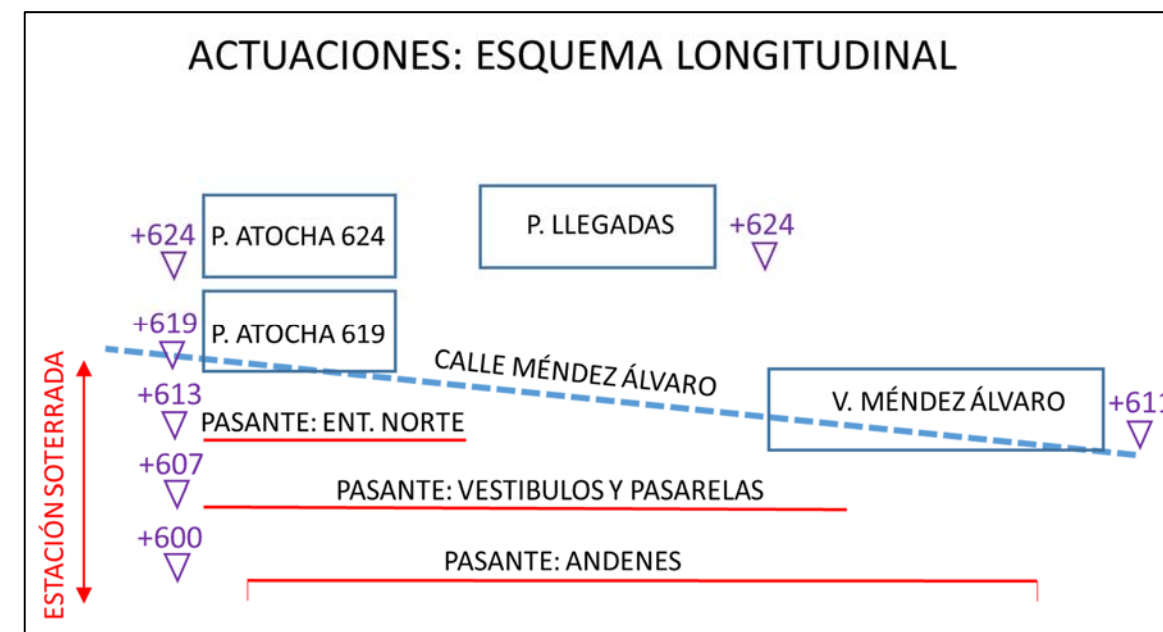 ACTUACIONES: ESQUEMA LONGITUDINAL
+624
P. ATOCHA 624
P. LLEGADAS
+624
+619
P. ATOCHA 619
CALLE MÉNDEZ ÁLVARO
V. MÉNDEZ ÁLVARO
+611
+613
PASANTE: ENT. NORTE
+607
PASANTE: VESTIBULOS Y PASARELAS
+600
PASANTE: ANDENES
ESTACIÓN SOTERRADA